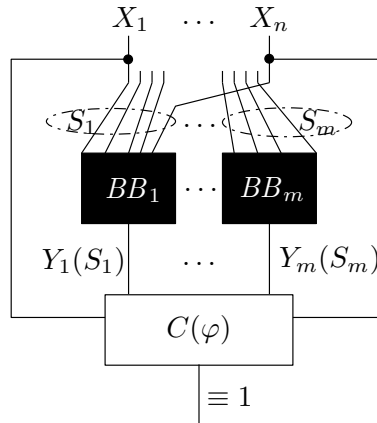 X₁ ... Xₙ
S₁ ... Sₘ
BB₁ ... BBₘ
Y₁(S₁) ... Yₘ(Sₘ)
C(φ)
≡ 1